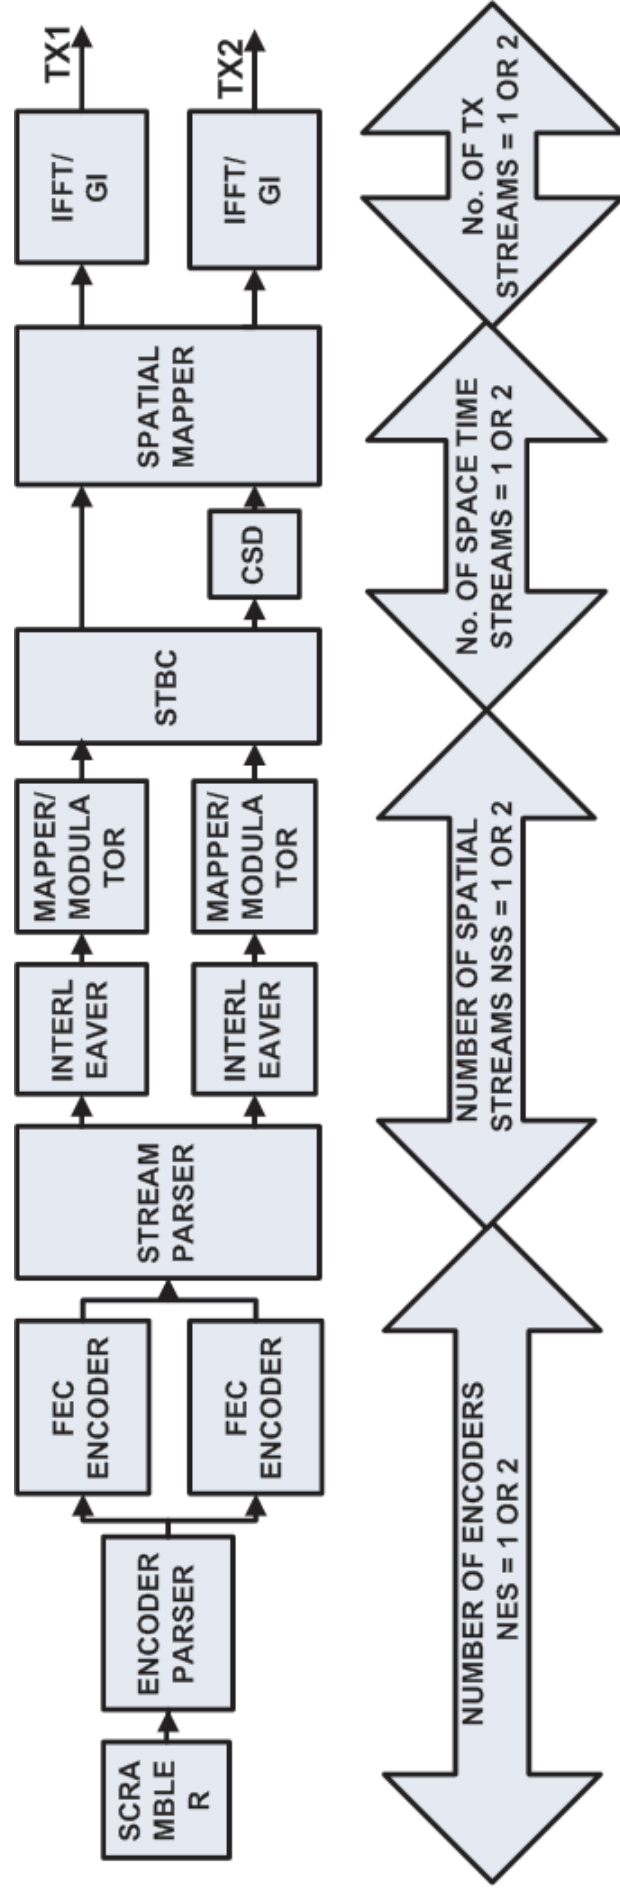 SCRA
MBLE
R
ENCODER
PARSER
FEC
ENCODER
FEC
ENCODER
STREAM
PARSER
INTERL
EAVER
INTERL
EAVER
MAPPER/
MODULA
TOR
MAPPER/
MODULA
TOR
STBC
CSD
SPATIAL
MAPPER
IFFT/
GI
IFFT/
GI
TX1
TX2
NUMBER OF ENCODERS
NES = 1 OR 2
NUMBER OF SPATIAL
STREAMS NSS = 1 OR 2
No. OF SPACE TIME
STREAMS = 1 OR 2
No. OF TX
STREAMS = 1 OR 2